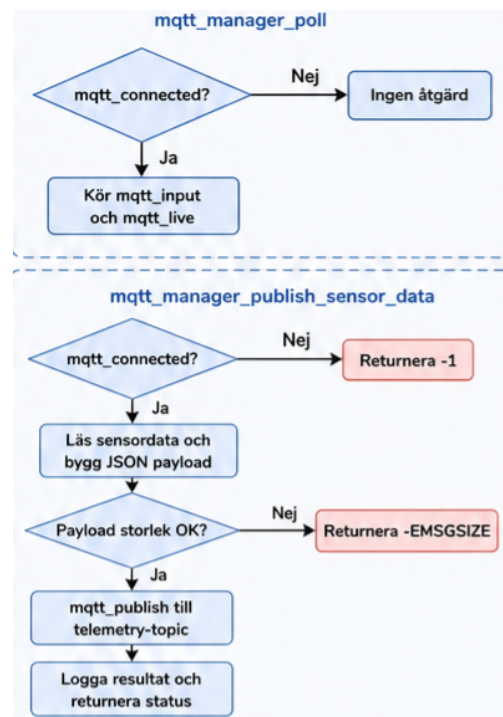 mqtt_manager_poll
mqtt_connected?
Nej
Ingen åtgärd
Ja
Kör mqtt_input
och mqtt_live
mqtt_manager_publish_sensor_data
mqtt_connected?
Nej
Returnera -1
Ja
Läs sensordata och
bygg JSON payload
Payload storlek OK?
Nej
Returnera -EMSGSIZE
Ja
mqtt_publish till
telemetry-topic
Logga resultat och
returnera status